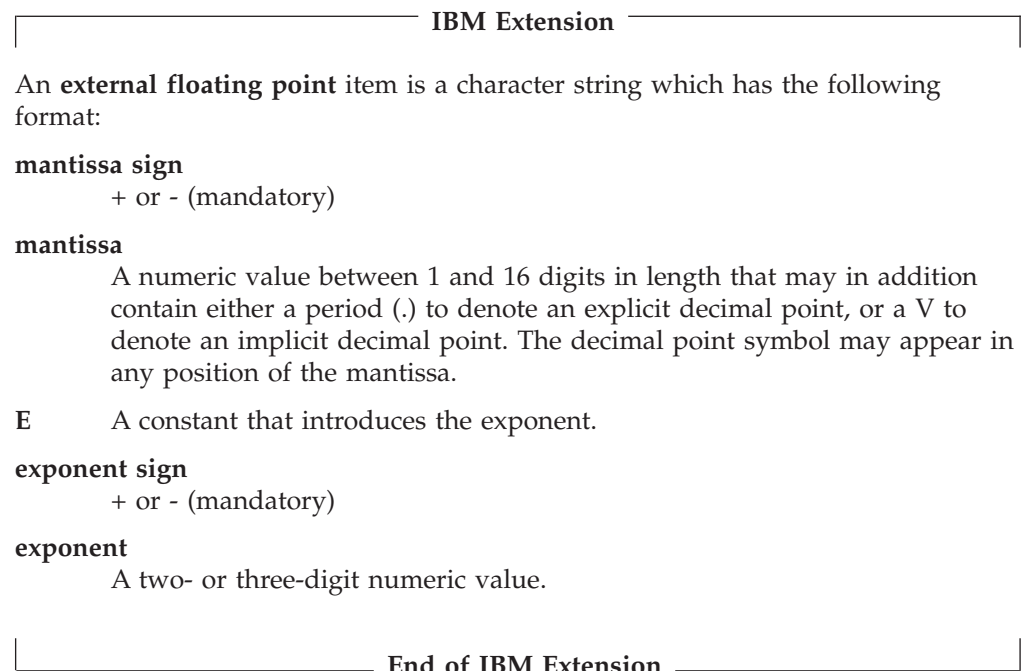 IBM Extension
An external floating point item is a character string which has the following
format:
mantissa sign
+ or - (mandatory)
mantissa
A numeric value between 1 and 16 digits in length that may in addition
contain either a period (.) to denote an explicit decimal point, or a V to
denote an implicit decimal point. The decimal point symbol may appear in
any position of the mantissa.
E A constant that introduces the exponent.
exponent sign
+ or - (mandatory)
exponent
A two- or three-digit numeric value.
End of IBM Extension